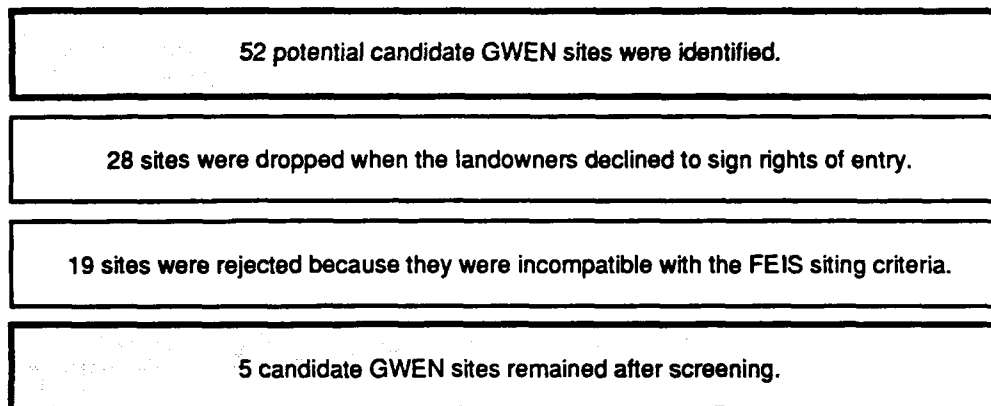 52 potential candidate GWEN sites were identified.
28 sites were dropped when the landowners declined to sign rights of entry.
19 sites were rejected because they were incompatible with the FEIS siting criteria.
5 candidate GWEN sites remained after screening.